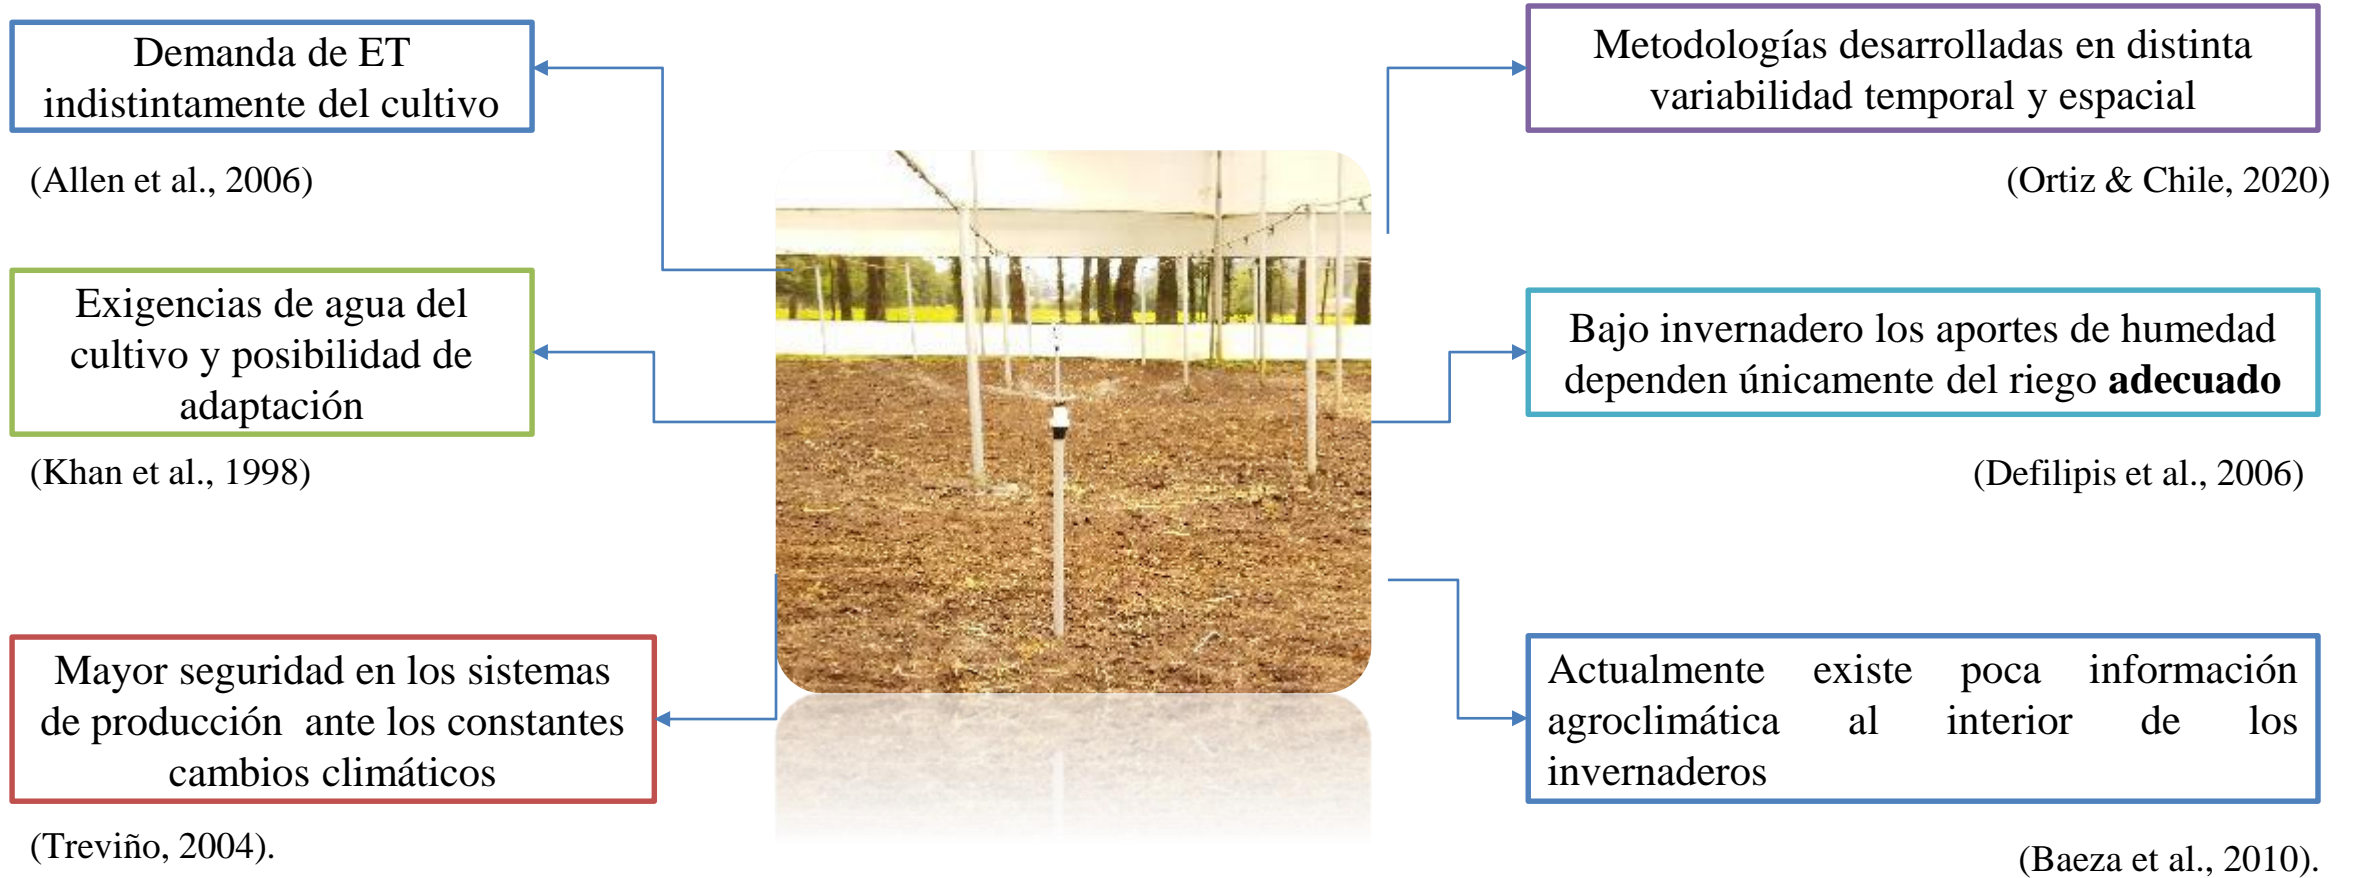 Demanda de ET
indistintamente del cultivo
(Allen et al., 2006)
Exigencias de agua del
cultivo y posibilidad de
adaptación
(Khan et al., 1998)
Mayor seguridad en los sistemas
de producción ante los constantes
cambios climáticos
(Treviño, 2004).
Metodologías desarrolladas en distinta
variabilidad temporal y espacial
(Ortiz & Chile, 2020)
Bajo invernadero los aportes de humedad
dependen únicamente del riego adecuado
(Defilipis et al., 2006)
Actualmente existe poca información
agroclimática al interior de los
invernaderos
(Baeza et al., 2010).